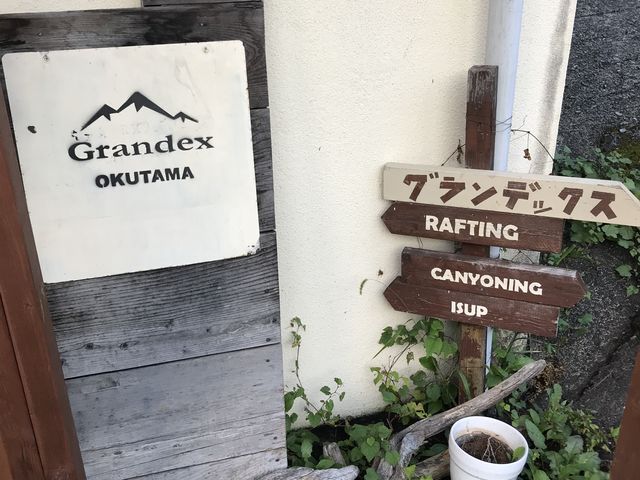 Grandex
OKUTAMA
グランデックス
RAFTING
CANYONING
ISUP